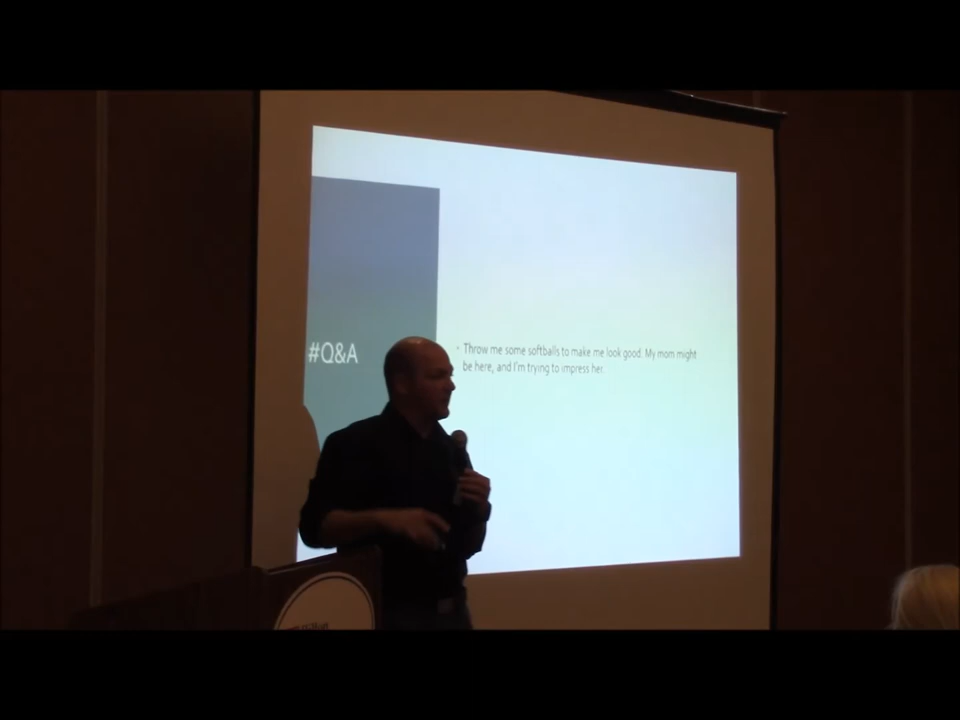 #Q&A
Throw me some softballs to make me look good. My mom might
be here, and I'm trying to impress her.